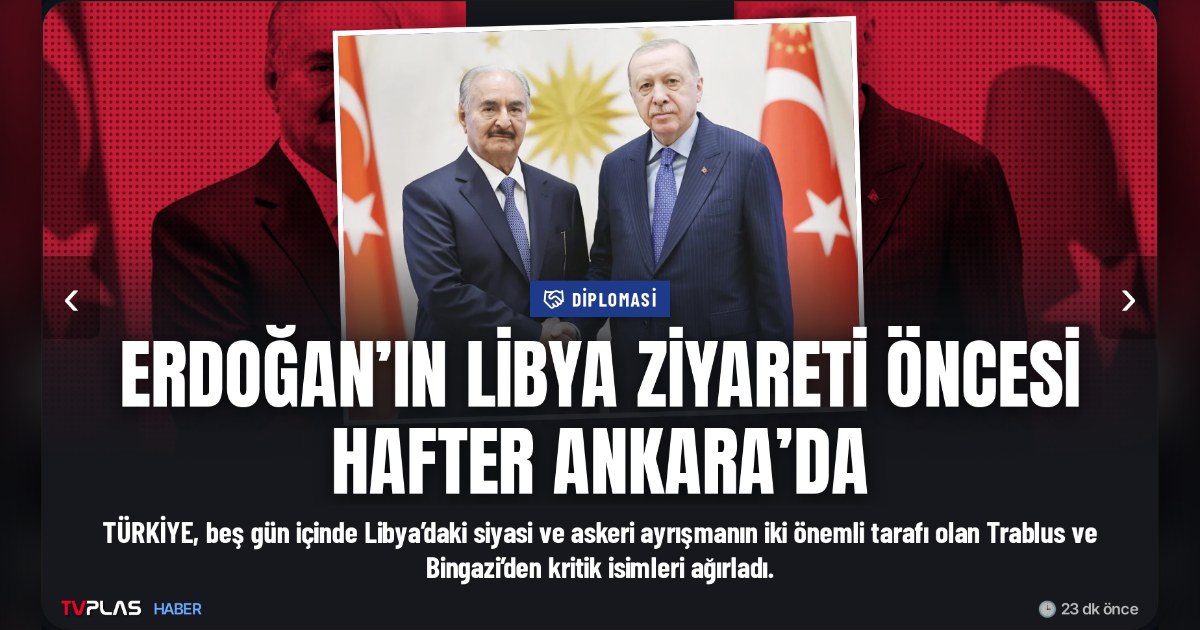 DİPLOMASİ
ERDOĞAN’IN LİBYA ZİYARETİ ÖNCESİ
HAFTER ANKARA’DA
TÜRKİYE, beş gün içinde Libya’daki siyasi ve askeri ayrışmanın iki önemli tarafı olan Trablus ve
Bingazi’den kritik isimleri ağırladı.
TVPLAS HABER
23 dk önce